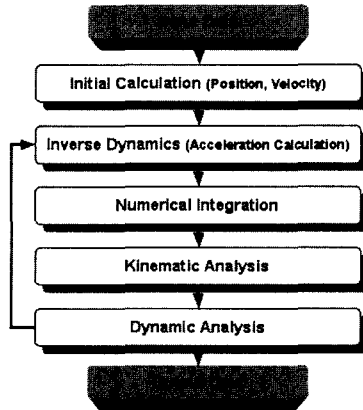 Initial Calculation (Position, Velocity)
Inverse Dynamics (Acceleration Calculation)
Numerical Integration
Kinematic Analysis
Dynamic Analysis